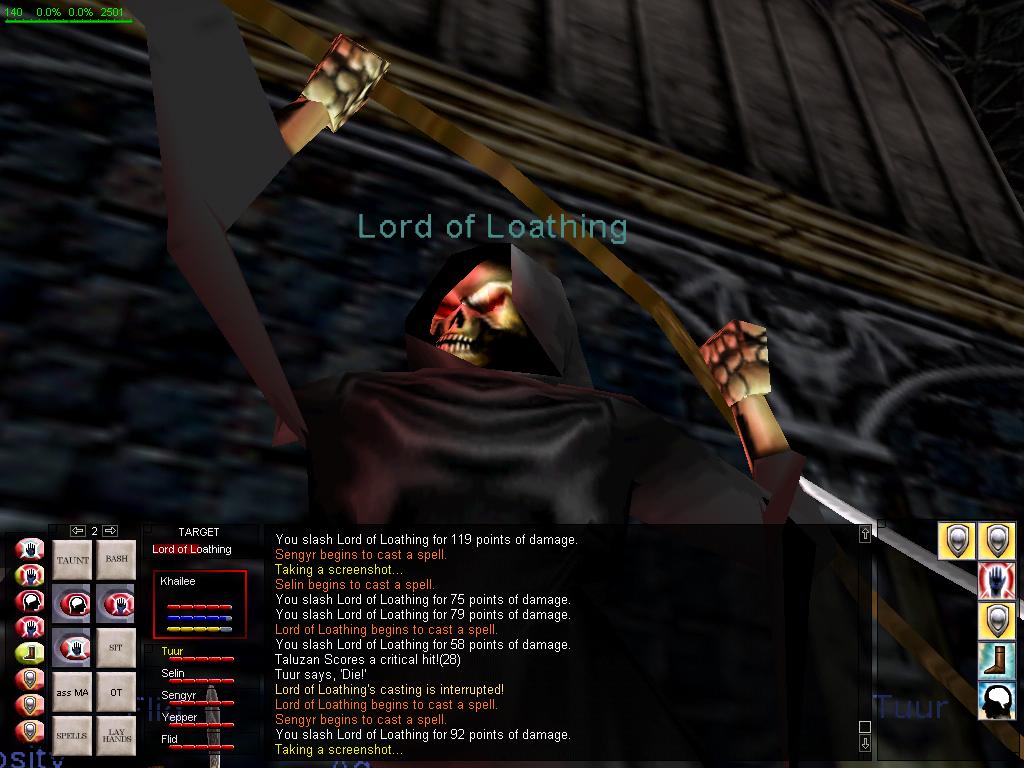 140 0.0% 0.0% 2501
Lord of Loathing
2
TAUNT
BASH
SIT
ass MA
OT
SPELLS
LAY
HANDS
TARGET
Lord of Loathing
Khailee
Tuur
Selin
Sengyr
Yepper
Flid
You slash Lord of Loathing for 119 points of damage.
Sengyr begins to cast a spell.
Taking a screenshot...
Selin begins to cast a spell.
You slash Lord of Loathing for 75 points of damage.
You slash Lord of Loathing for 79 points of damage.
Lord of Loathing begins to cast a spell.
You slash Lord of Loathing for 58 points of damage.
Taluzan Scores a critical hit!(28)
Tuur says, 'Die!'
Lord of Loathing's casting is interrupted!
Lord of Loathing begins to cast a spell.
Sengyr begins to cast a spell.
You slash Lord of Loathing for 92 points of damage.
Taking a screenshot...
Tuur